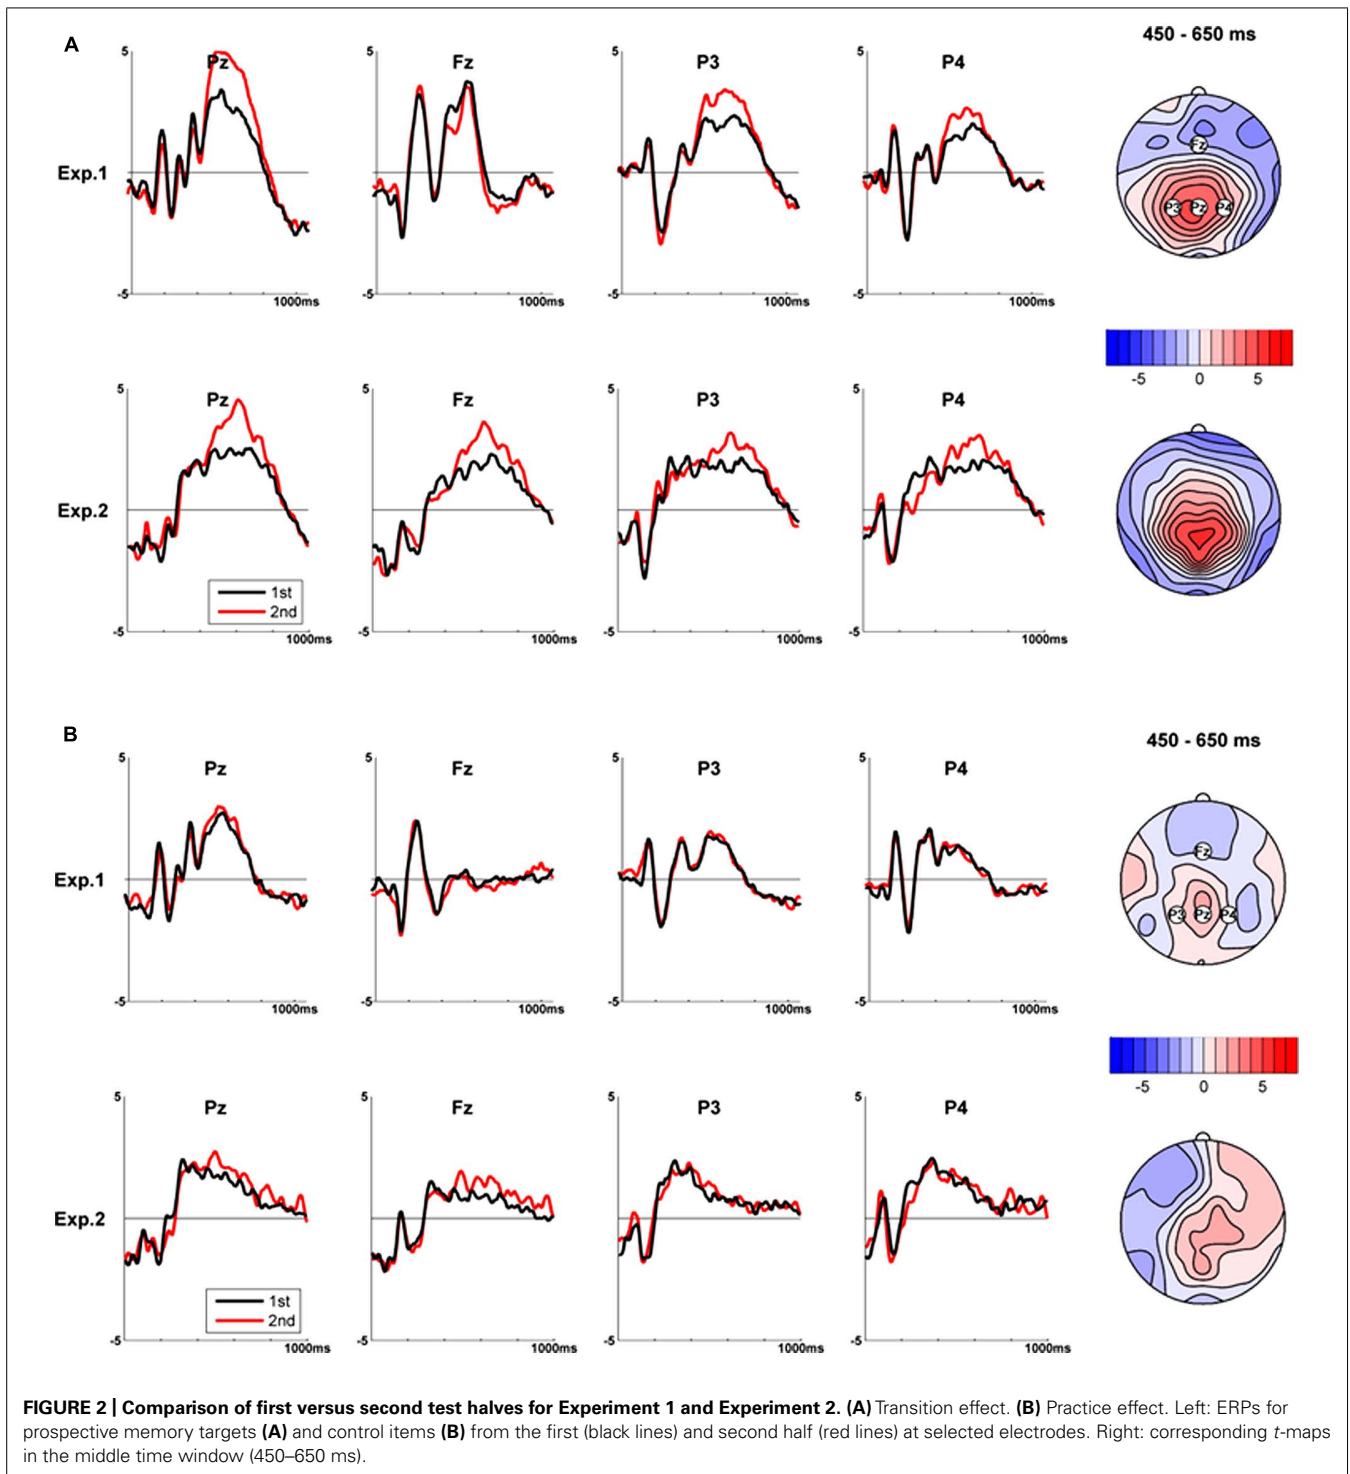 A
450 - 650 ms
5
Pz
5
Fz
5
P3
5
P4
Exp.1
Fz
P3 Pz P4
-5
1000ms
-5
1000ms
-5
1000ms
-5
1000ms
-5 0 5
5
Pz
5
Fz
5
P3
5
P4
Exp.2
1st
2nd
-5
1000ms
-5
1000ms
-5
1000ms
-5
1000ms
B
450 - 650 ms
5
Pz
5
Fz
5
P3
5
P4
Exp.1
Fz
P3 Pz P4
-5
1000ms
-5
1000ms
-5
1000ms
-5
1000ms
-5 0 5
5
Pz
5
Fz
5
P3
5
P4
Exp.2
1st
2nd
-5
1000ms
-5
1000ms
-5
1000ms
-5
1000ms
FIGURE 2 | Comparison of first versus second test halves for Experiment 1 and Experiment 2. (A) Transition effect. (B) Practice effect. Left: ERPs for
prospective memory targets (A) and control items (B) from the first (black lines) and second half (red lines) at selected electrodes. Right: corresponding t-maps
in the middle time window (450–650 ms).